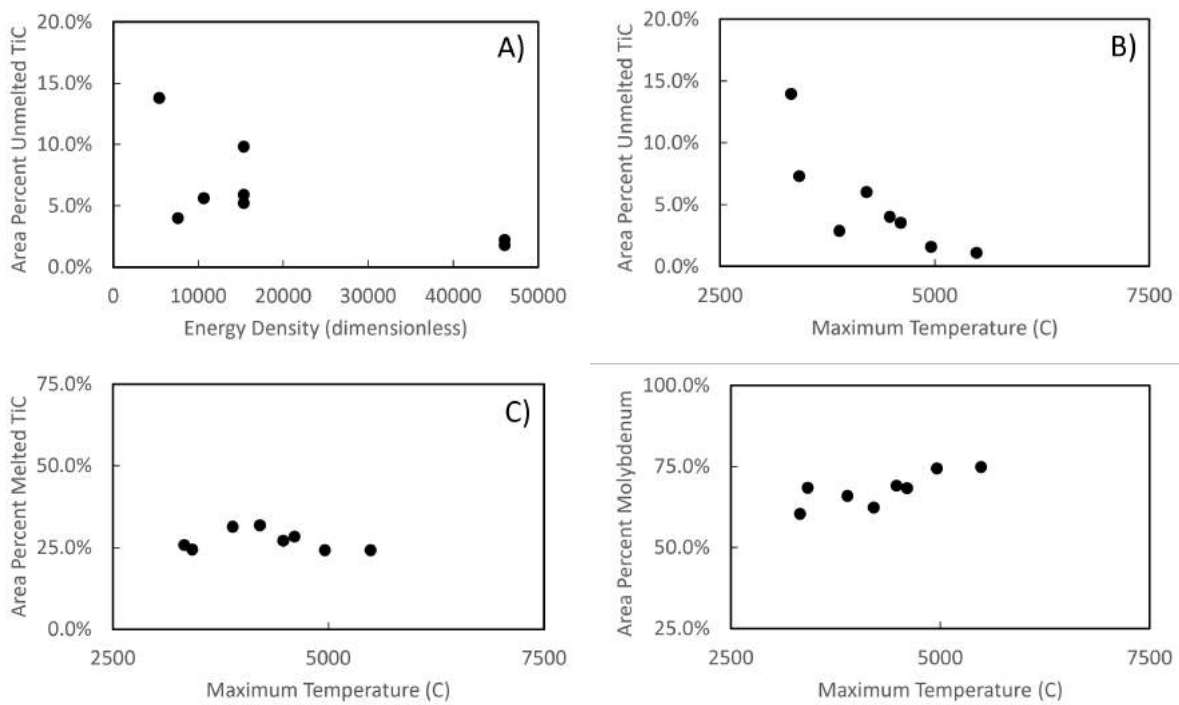 20.0%
15.0%
10.0%
5.0%
0.0%
Area Percent Unmelted TiC
A)
0 10000 20000 30000 40000 50000
Energy Density (dimensionless)
20.0%
15.0%
10.0%
5.0%
0.0%
Area Percent Unmelted TiC
B)
2500 5000 7500
Maximum Temperature (C)
75.0%
50.0%
25.0%
0.0%
Area Percent Melted TiC
C)
2500 5000 7500
Maximum Temperature (C)
100.0%
75.0%
50.0%
25.0%
Area Percent Molybdenum
2500 5000 7500
Maximum Temperature (C)